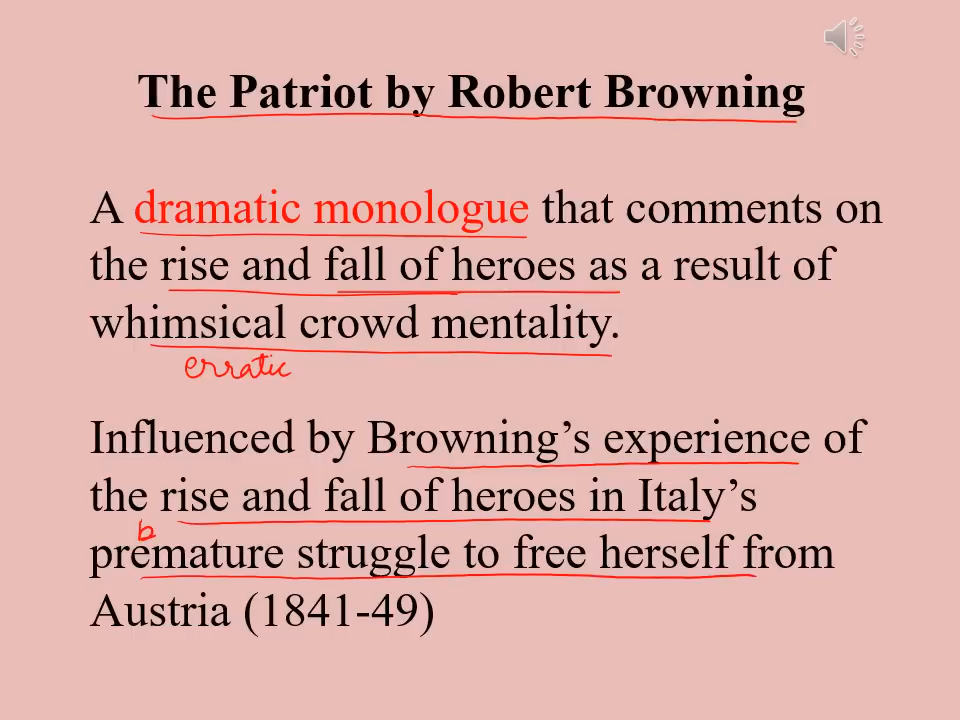 The Patriot by Robert Browning
A dramatic monologue that comments on
the rise and fall of heroes as a result of
whimsical crowd mentality.
erratic
Influenced by Browning’s experience of
the rise and fall of heroes in Italy’s
b
premature struggle to free herself from
Austria (1841-49)